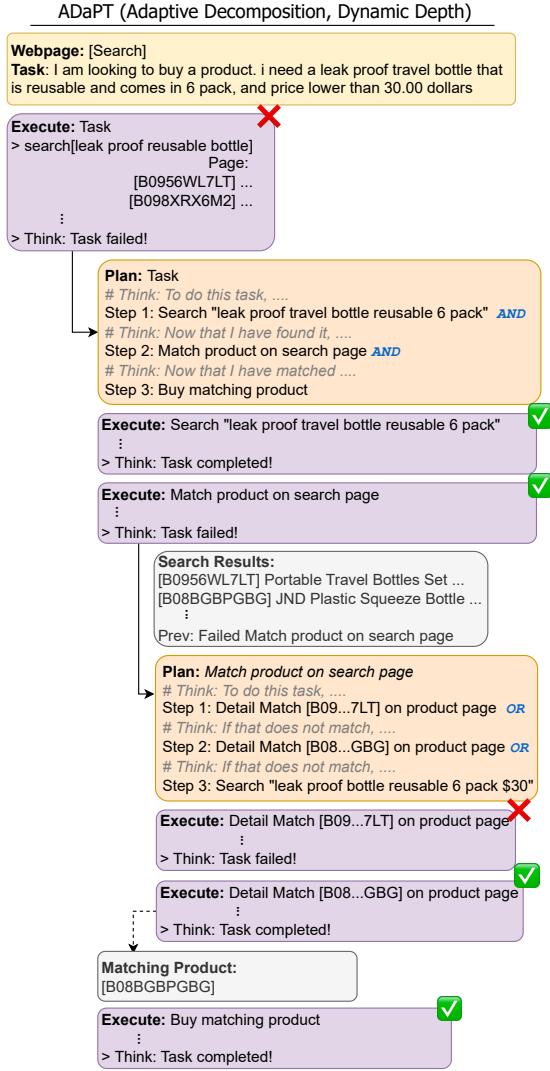 ADaPT (Adaptive Decomposition, Dynamic Depth)
Webpage: [Search]
Task: I am looking to buy a product. i need a leak proof travel bottle that
is reusable and comes in 6 pack, and price lower than 30.00 dollars
Execute: Task
> search[leak proof reusable bottle]
Page:
[B0956WL7LT] ...
[B098XRX6M2] ...
⋮
> Think: Task failed!
Plan: Task
# Think: To do this task, ....
Step 1: Search "leak proof travel bottle reusable 6 pack" AND
# Think: Now that I have found it, ....
Step 2: Match product on search page AND
# Think: Now that I have matched ....
Step 3: Buy matching product
Execute: Search "leak proof travel bottle reusable 6 pack"
⋮
> Think: Task completed!
Execute: Match product on search page
⋮
> Think: Task failed!
Search Results:
[B0956WL7LT] Portable Travel Bottles Set ...
[B08BGBPGBG] JND Plastic Squeeze Bottle ...
⋮
Prev: Failed Match product on search page
Plan: Match product on search page
# Think: To do this task, ....
Step 1: Detail Match [B09...7LT] on product page OR
# Think: If that does not match, ....
Step 2: Detail Match [B08...GBG] on product page OR
# Think: If that does not match, ....
Step 3: Search "leak proof bottle reusable 6 pack $30"
Execute: Detail Match [B09...7LT] on product page
⋮
> Think: Task failed!
Execute: Detail Match [B08...GBG] on product page
⋮
> Think: Task completed!
Matching Product:
[B08BGBPGBG]
Execute: Buy matching product
⋮
> Think: Task completed!